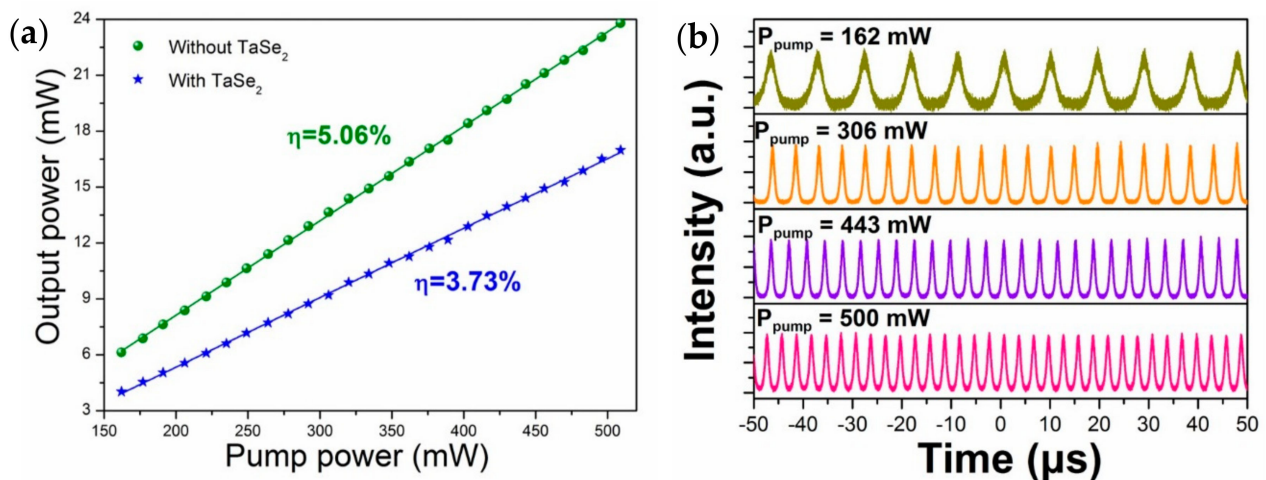 (a)
24
21
18
15
12
9
6
3
Output power (mW)
Without TaSe2
With TaSe2
η=5.06%
η=3.73%
150 200 250 300 350 400 450 500
Pump power (mW)
(b)
Intensity (a.u.)
Ppump = 162 mW
Ppump = 306 mW
Ppump = 443 mW
Ppump = 500 mW
-50 -40 -30 -20 -10 0 10 20 30 40 50
Time (µs)